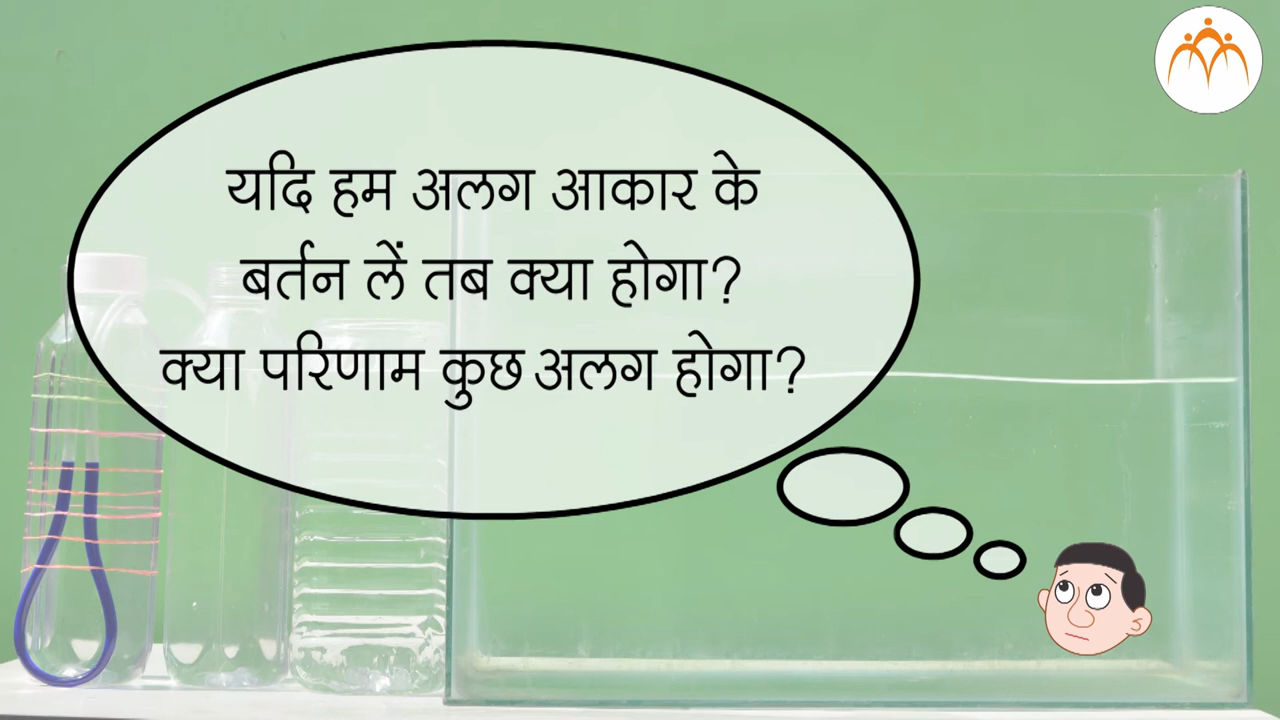 यदि हम अलग आकार के
बर्तन लें तब क्या होगा?
क्या परिणाम कुछ अलग होगा?